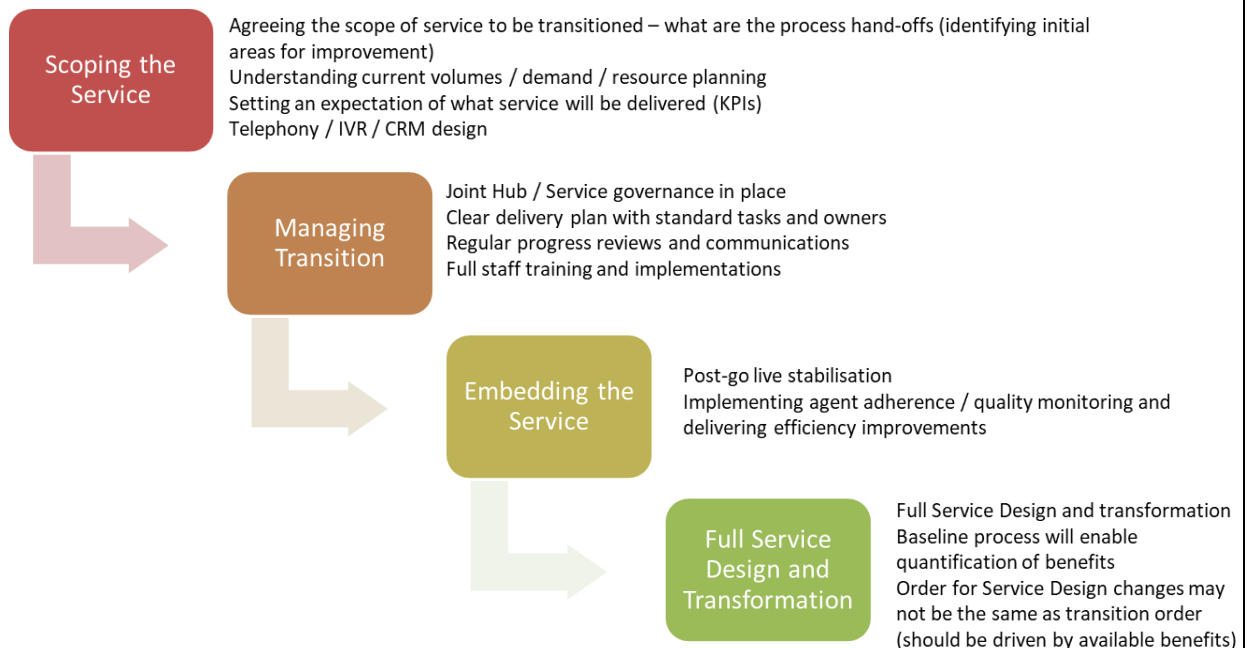 Scoping the
Service
Agreeing the scope of service to be transitioned – what are the process hand-offs (identifying initial
areas for improvement)
Understanding current volumes / demand / resource planning
Setting an expectation of what service will be delivered (KPIs)
Telephony / IVR / CRM design
Managing
Transition
Joint Hub / Service governance in place
Clear delivery plan with standard tasks and owners
Regular progress reviews and communications
Full staff training and implementations
Embedding the
Service
Post-go live stabilisation
Implementing agent adherence / quality monitoring and
delivering efficiency improvements
Full Service
Design and
Transformation
Full Service Design and transformation
Baseline process will enable
quantification of benefits
Order for Service Design changes may
not be the same as transition order
(should be driven by available benefits)